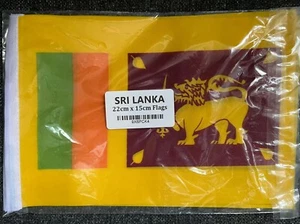 SRI LANKA
22cm x 15cm Flags